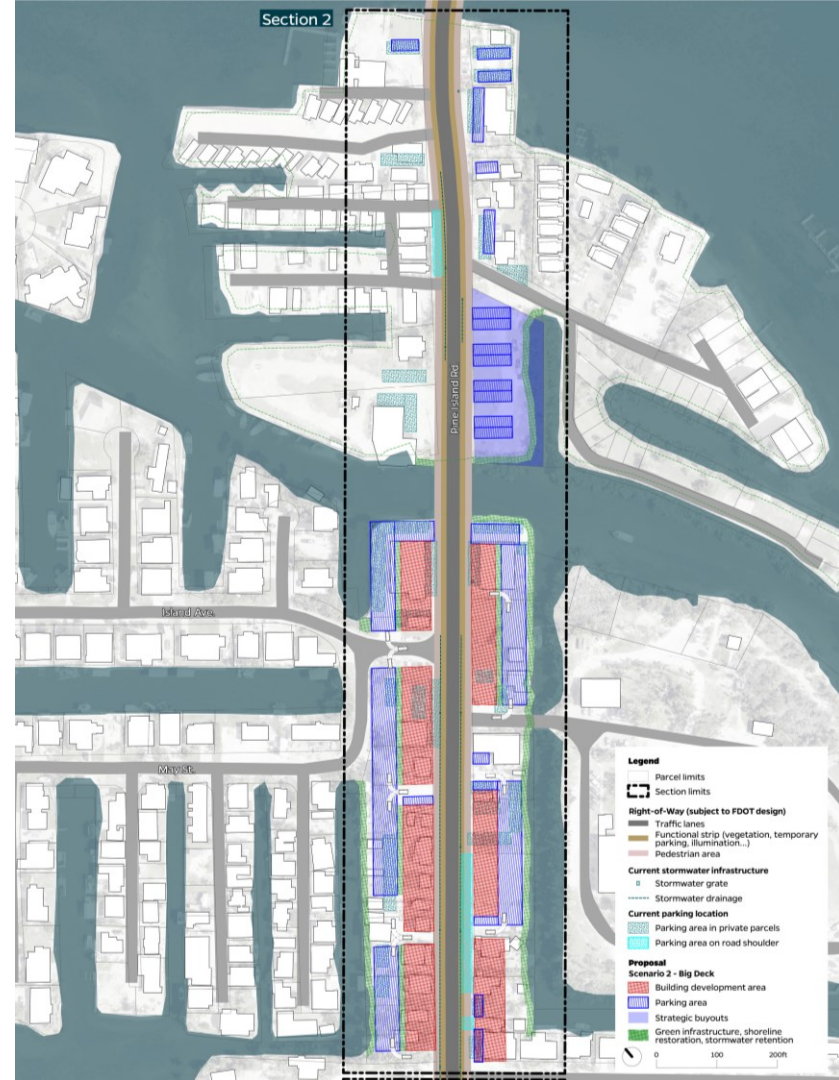 Section 2
Pine Island Rd
Island Ave.
May St.
Legend
Parcel limits
Section limits
Right-of-Way (subject to FDOT design)
Traffic lanes
Functional strip (vegetation, temporary
parking, illumination...)
Pedestrian area
Current stormwater infrastructure
Stormwater grate
Stormwater drainage
Current parking location
Parking area in private parcels
Parking area on road shoulder
Proposal
Scenario 2 - Big Deck
Building development area
Parking area
Strategic buyouts
Green infrastructure, shoreline
restoration, stormwater retention
0 100 200ft